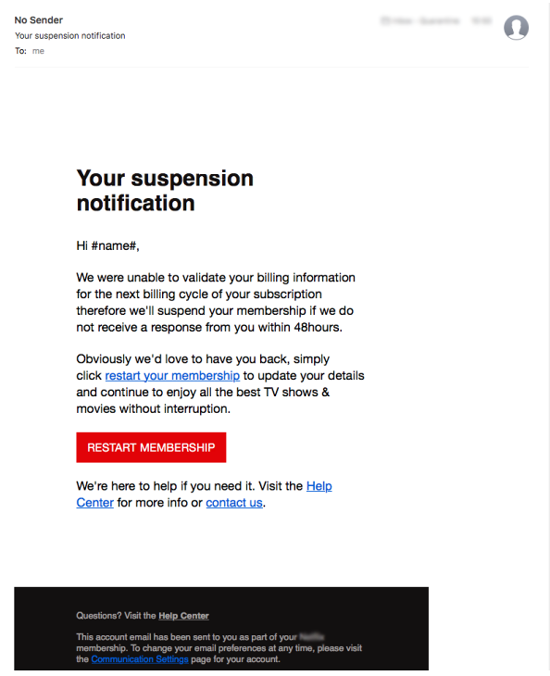 No Sender
Your suspension notification
To: me
Your suspension
notification
Hi #name#,
We were unable to validate your billing information
for the next billing cycle of your subscription
therefore we'll suspend your membership if we do
not receive a response from you within 48hours.
Obviously we'd love to have you back, simply
click restart your membership to update your details
and continue to enjoy all the best TV shows &
movies without interruption.
RESTART MEMBERSHIP
We're here to help if you need it. Visit the Help
Center for more info or contact us.
Questions? Visit the Help Center
This account email has been sent to you as part of your
membership. To change your email preferences at any time, please visit
the Communication Settings page for your account.